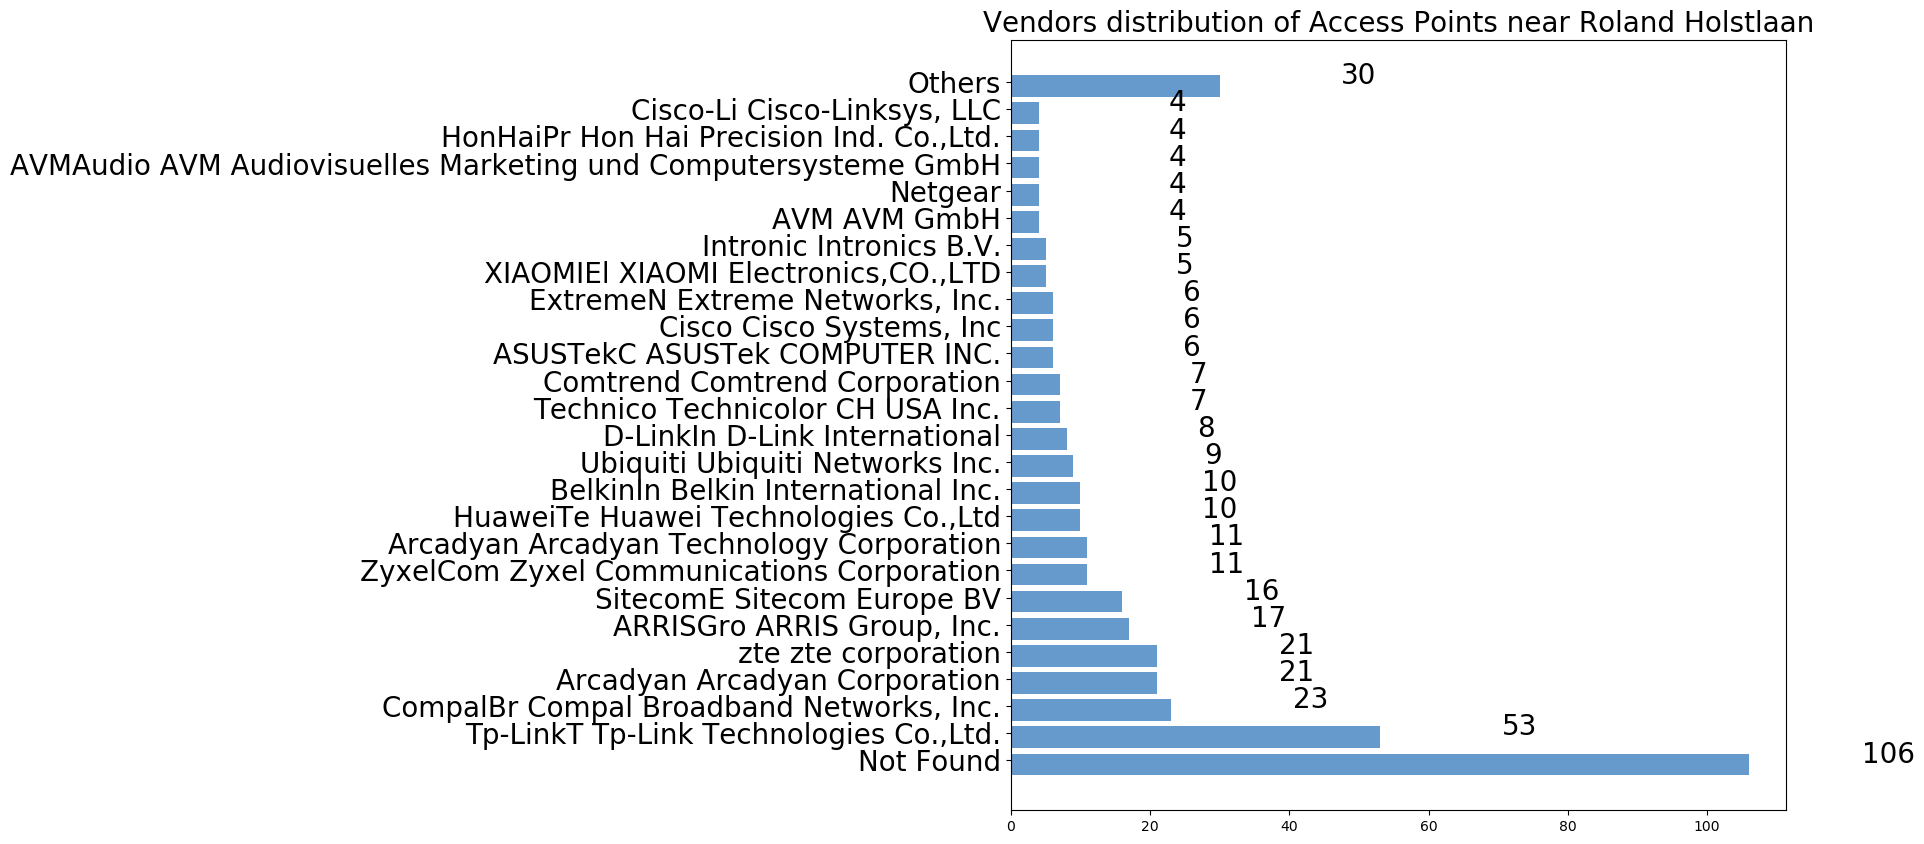 Vendors distribution of Access Points near Roland Holstlaan
Others 30
Cisco-Li Cisco-Linksys, LLC 4
HonHaiPr Hon Hai Precision Ind. Co.,Ltd. 4
AVMAudio AVM Audiovisuelles Marketing und Computersysteme GmbH 4
Netgear 4
AVM AVM GmbH 4
Intronic Intronics B.V. 5
XIAOMIEl XIAOMI Electronics,CO.,LTD 5
ExtremeN Extreme Networks, Inc. 6
Cisco Cisco Systems, Inc 6
ASUSTekC ASUSTek COMPUTER INC. 6
Comtrend Comtrend Corporation 7
Technico Technicolor CH USA Inc. 7
D-LinkIn D-Link International 8
Ubiquiti Ubiquiti Networks Inc. 9
BelkinIn Belkin International Inc. 10
HuaweiTe Huawei Technologies Co.,Ltd 10
Arcadyan Arcadyan Technology Corporation 11
ZyxelCom Zyxel Communications Corporation 11
SitecomE Sitecom Europe BV 16
ARRISGro ARRIS Group, Inc. 17
zte zte corporation 21
Arcadyan Arcadyan Corporation 21
CompalBr Compal Broadband Networks, Inc. 23
Tp-LinkT Tp-Link Technologies Co.,Ltd. 53
Not Found 106
0 20 40 60 80 100